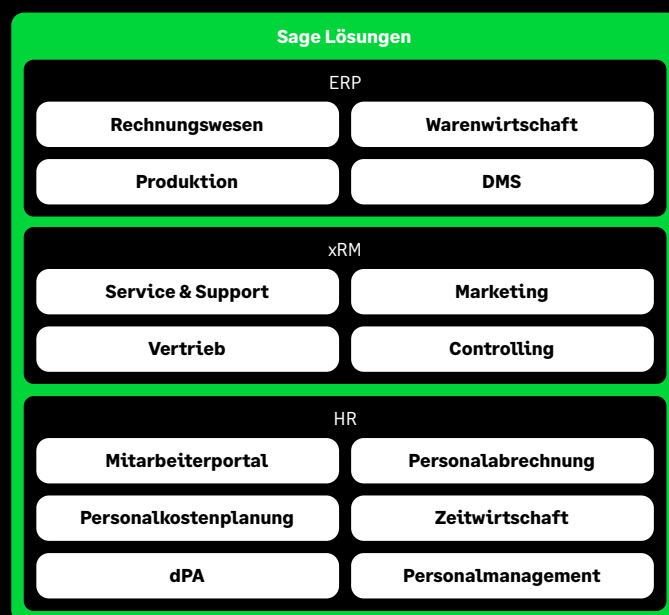 Sage Lösungen
ERP
Rechnungswesen
Warenwirtschaft
Produktion
DMS
xRM
Service & Support
Marketing
Vertrieb
Controlling
HR
Mitarbeiterportal
Personalabrechnung
Personalkostenplanung
Zeitwirtschaft
dPA
Personalmanagement